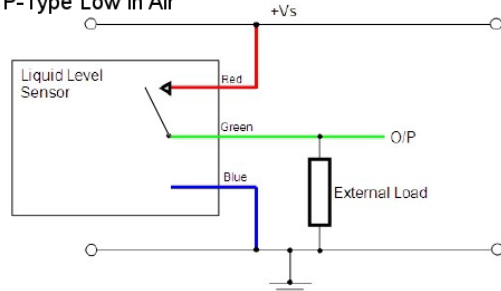 P-Type Low in Air
+Vs
Liquid Level
Sensor
Red
Green
O/P
Blue
External Load